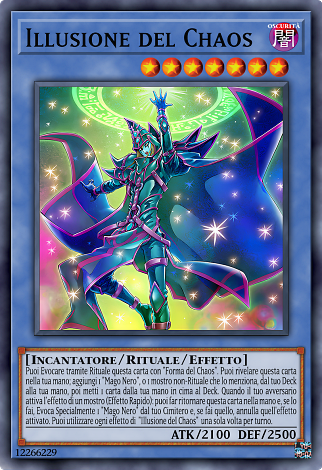 ILLUSIONE DEL CHAOS
OSCURITÀ
闇
[INCANTATORE/RITUALE/EFFETTO]
Puoi Evocare tramite Rituale questa carta con "Forma del Chaos". Puoi rivelare questa
carta nella tua mano; aggiungi 1 "Mago Nero", o 1 mostro non-Rituale che lo menziona, dal tuo Deck
alla tua mano, poi metti 1 carta dalla tua mano in cima al Deck. Quando il tuo avversario
attiva l'effetto di un mostro (Effetto Rapido): puoi far ritornare questa carta nella mano e, se lo
fai, Evoca Specialmente 1 "Mago Nero" dal tuo Cimitero e, se fai quello, annulla quell'effetto
attivato. Puoi utilizzare ogni effetto di "Illusione del Chaos" una sola volta per turno.
ATK/2100 DEF/2500
12266229